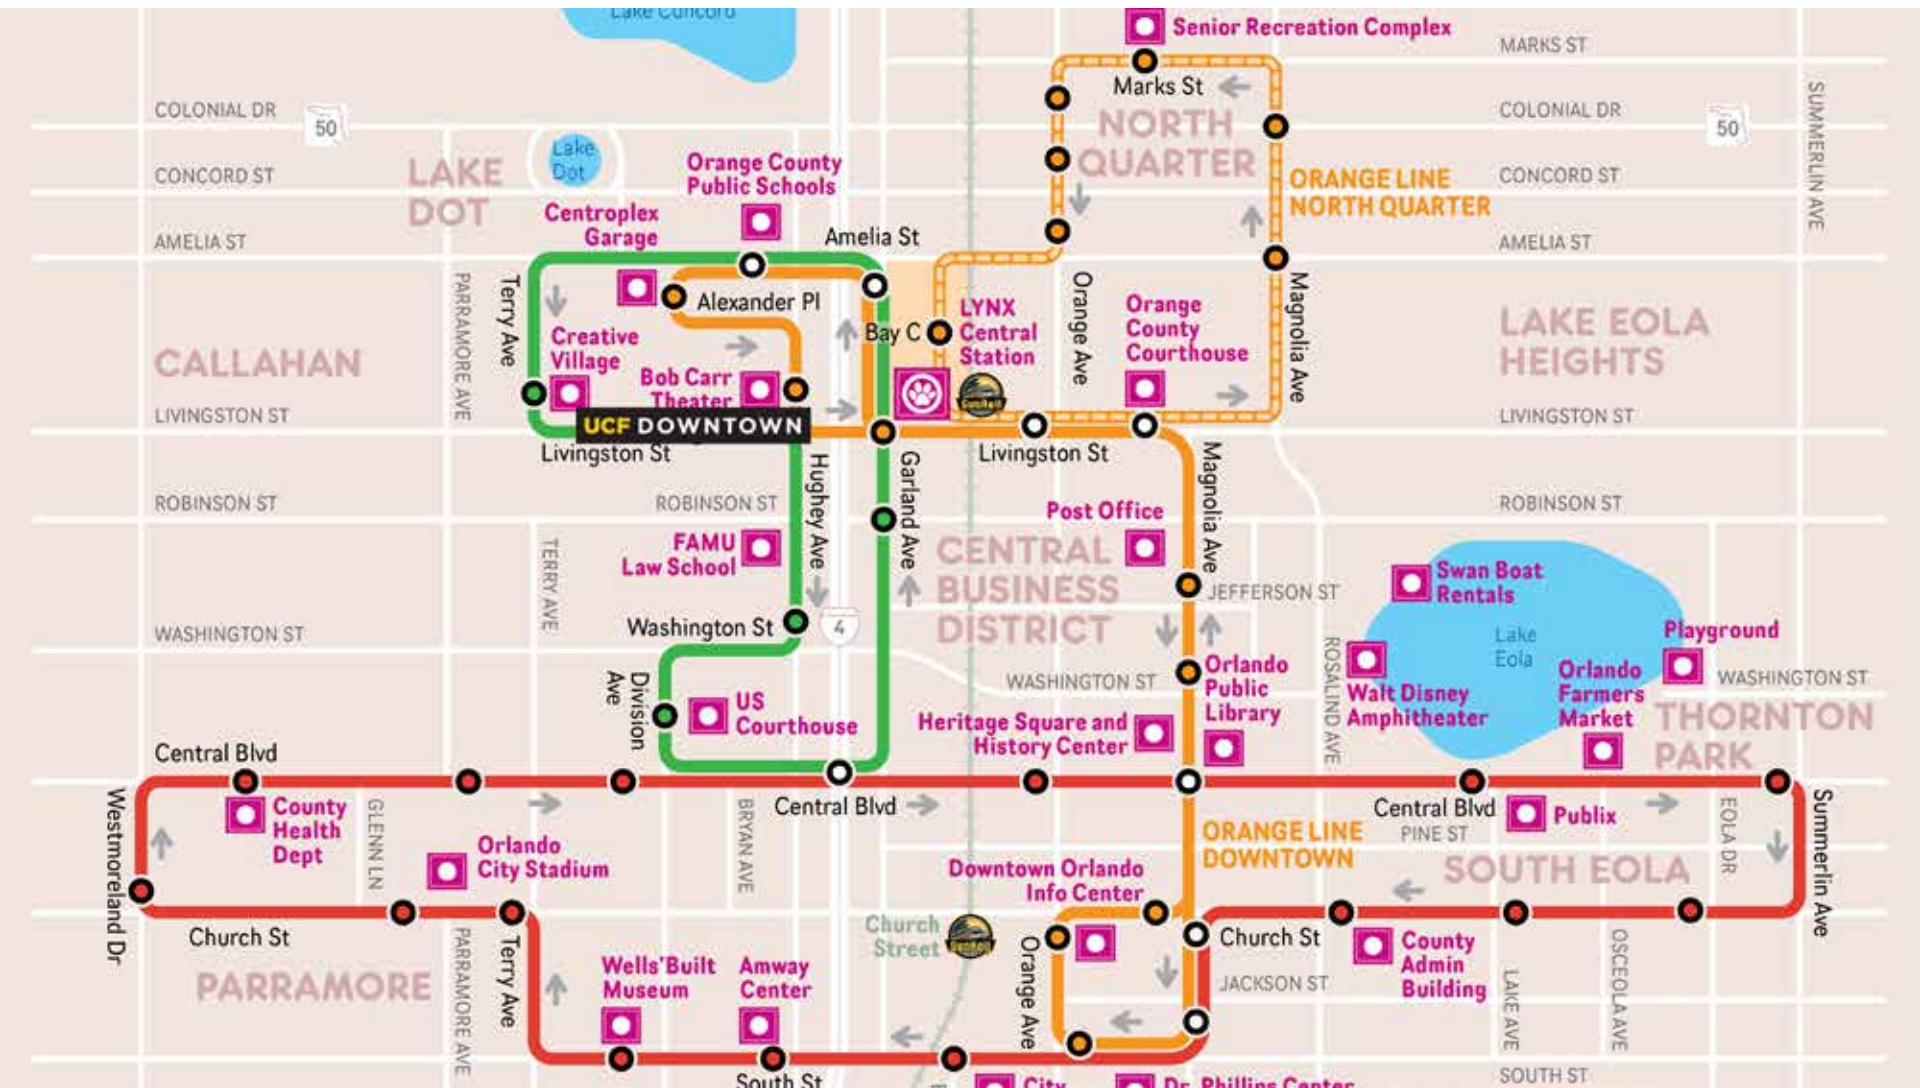 Lake Concord
Senior Recreation Complex
MARKS ST
Marks St
COLONIAL DR
50
COLONIAL DR
50
SUMMERLIN AVE
NORTH
QUARTER
Lake
Dot
LAKE
DOT
Orange County
Public Schools
CONCORD ST
CONCORD ST
ORANGE LINE
NORTH QUARTER
Centroplex
Garage
Amelia St
AMELIA ST
AMELIA ST
Terry Ave
PARRAMORE AVE
Alexander Pl
Bay C
LYNX
Central
Station
Orange Ave
Orange
County
Courthouse
Magnolia Ave
LAKE EOLA
HEIGHTS
CALLAHAN
Creative
Village
Bob Carr
Theater
SunRail
LIVINGSTON ST
LIVINGSTON ST
UCF DOWNTOWN
Livingston St
Livingston St
Hughey Ave
Garland Ave
Magnolia Ave
ROBINSON ST
ROBINSON ST
ROBINSON ST
Post Office
FAMU
Law School
TERRY AVE
CENTRAL
BUSINESS
DISTRICT
JEFFERSON ST
Swan Boat
Rentals
Lake
Eola
Playground
WASHINGTON ST
Washington St
4
WASHINGTON ST
ROSALIND AVE
Walt Disney
Amphitheater
Orlando
Farmers
Market
WASHINGTON ST
THORNTON
PARK
Division
Ave
US
Courthouse
Orlando
Public
Library
Heritage Square and
History Center
Central Blvd
Central Blvd
Central Blvd
Westmoreland Dr
County
Health
Dept
GLENN LN
Orlando
City Stadium
BRYAN AVE
ORANGE LINE
DOWNTOWN
Publix
PINE ST
EOLA DR
Summerlin Ave
SOUTH EOLA
Downtown Orlando
Info Center
Church
Street
SunRail
Church St
PARRAMORE
PARRAMORE AVE
Terry Ave
Wells'Built
Museum
Amway
Center
Orange Ave
Church St
JACKSON ST
County
Admin
Building
LAKE AVE
OSCEOLA AVE
South St
SOUTH ST
City
Dr. Phillips Center